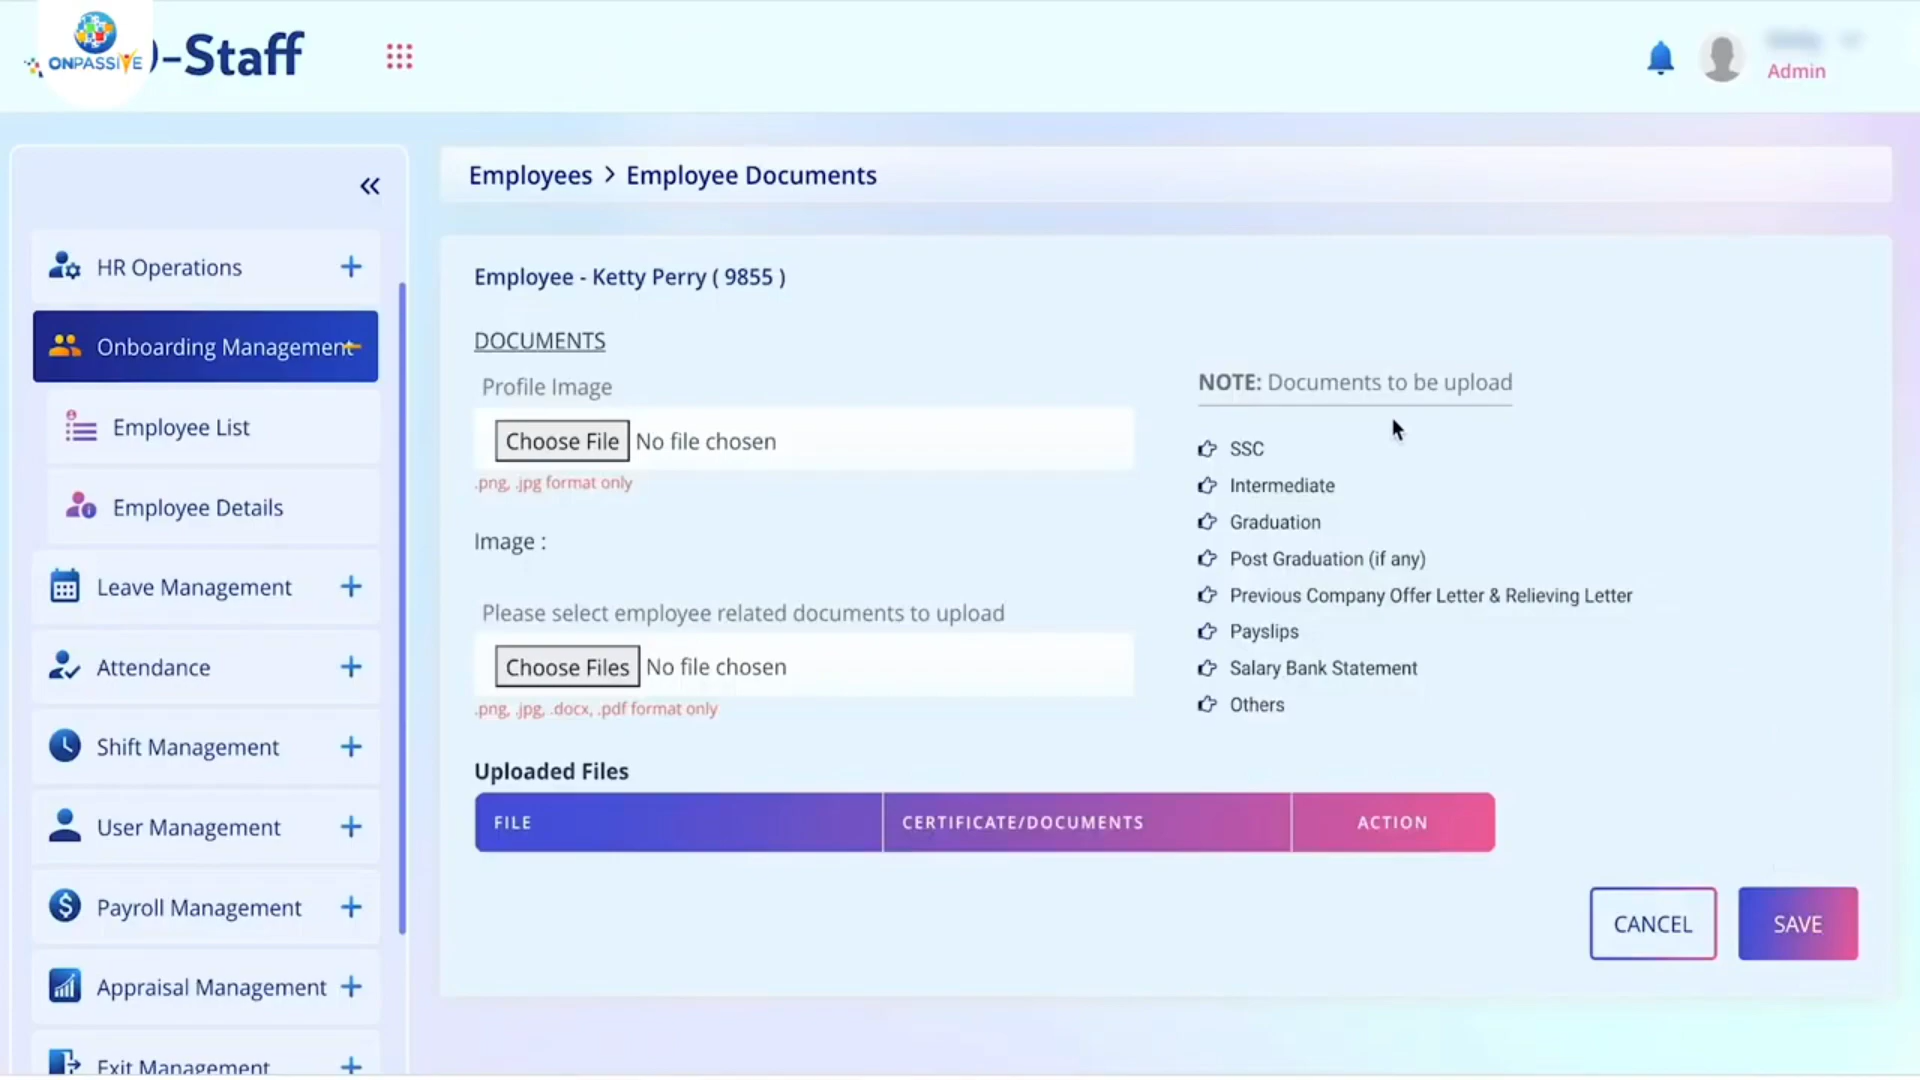 ONPASSIVE
-Staff
Admin
Employees > Employee Documents
HR Operations
Onboarding Management
Employee List
Employee Details
Leave Management
Attendance
Shift Management
User Management
Payroll Management
Appraisal Management
Exit Management
Employee - Ketty Perry ( 9855 )
DOCUMENTS
Profile Image
Choose File No file chosen
.png, .jpg format only
Image :
Please select employee related documents to upload
Choose Files No file chosen
.png, .jpg, .docx, .pdf format only
NOTE: Documents to be upload
SSC
Intermediate
Graduation
Post Graduation (if any)
Previous Company Offer Letter & Relieving Letter
Payslips
Salary Bank Statement
Others
Uploaded Files
FILE CERTIFICATE/DOCUMENTS ACTION
CANCEL SAVE